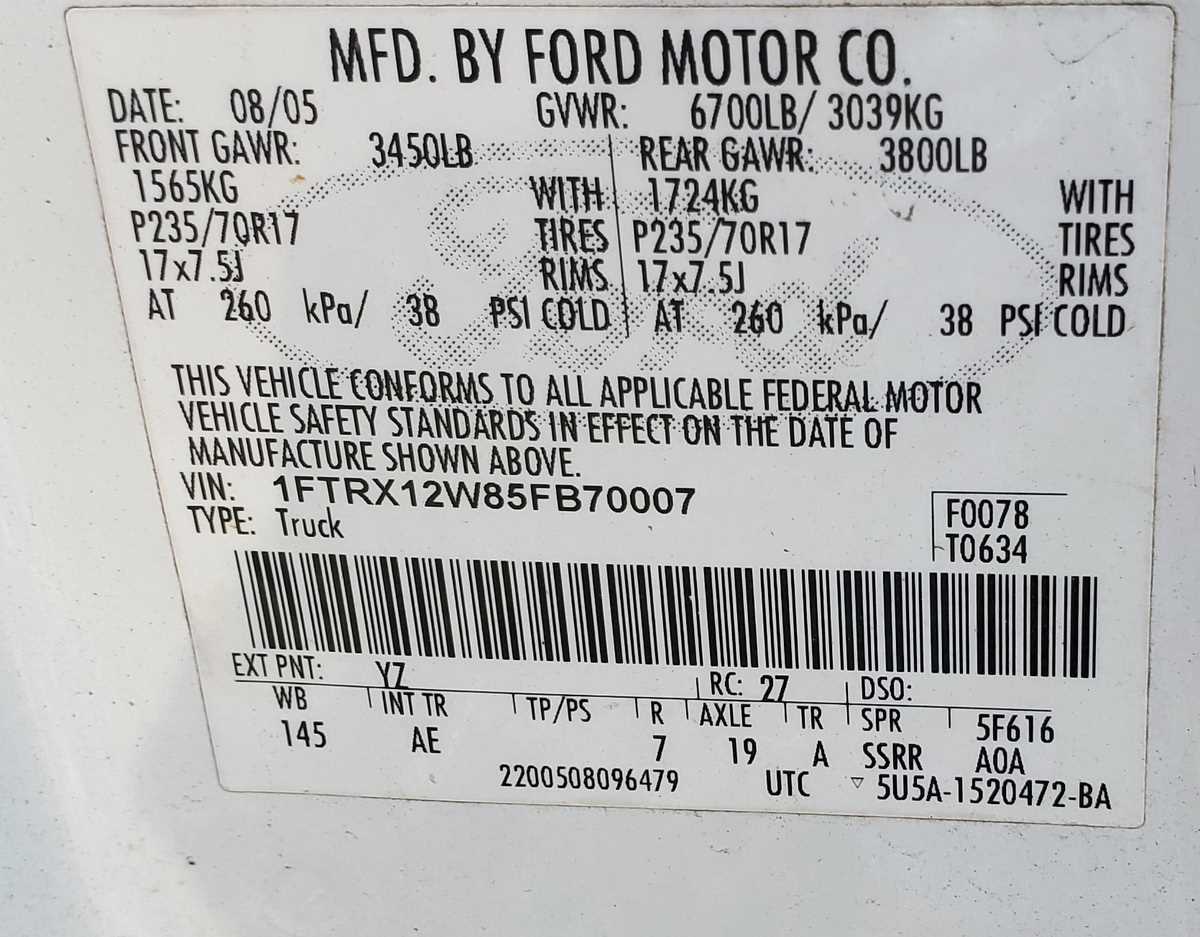 MFD. BY FORD MOTOR CO.
DATE: 08/05 GVWR: 6700LB/ 3039KG
FRONT GAWR: 3450LB REAR GAWR: 3800LB
1565KG WITH 1724KG WITH
P235/70R17 TIRES P235/70R17 TIRES
17x7.5J RIMS 17x7.5J RIMS
AT 260 kPa/ 38 PSI COLD AT 260 kPa/ 38 PSI COLD
THIS VEHICLE CONFORMS TO ALL APPLICABLE FEDERAL MOTOR
VEHICLE SAFETY STANDARDS IN EFFECT ON THE DATE OF
MANUFACTURE SHOWN ABOVE.
VIN: 1FTRX12W85FB70007
F0078
TYPE: Truck
T0634
EXT PNT: YZ RC: 27 DSO:
WB INT TR TP/PS R AXLE TR SPR 5F616
145 AE 7 19 A SSRR A0A
2200508096479 UTC ▽ 5U5A-1520472-BA
Ford